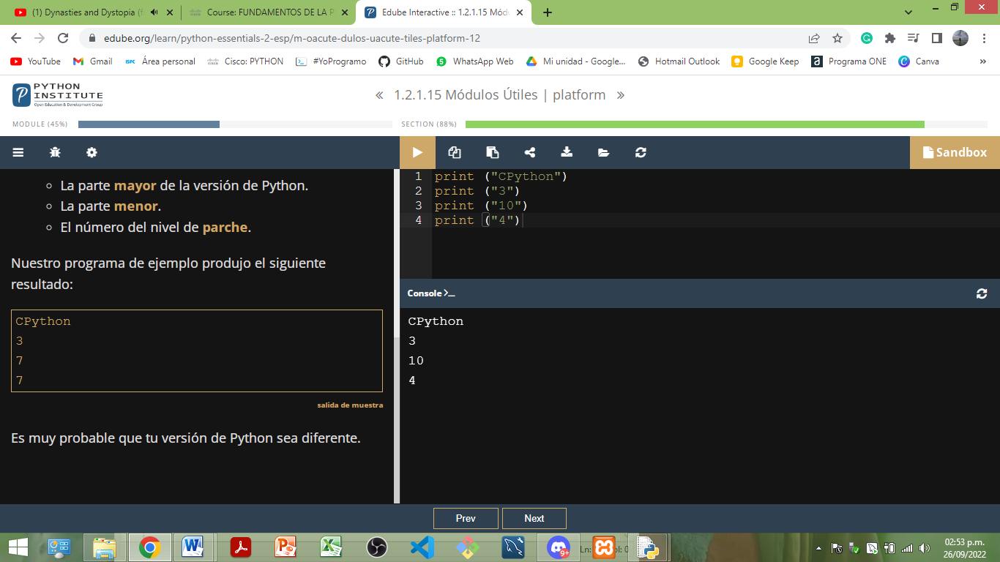 (1) Dynasties and Dystopia (f
Course: FUNDAMENTOS DE LA P
Edube Interactive :: 1.2.1.15 Módu
edube.org/learn/python-essentials-2-esp/m-oacute-dulos-uacute-tiles-platform-12
YouTube
Gmail
ISPC Área personal
Cisco: PYTHON
#YoProgramo
GitHub
WhatsApp Web
Mi unidad - Google...
Hotmail Outlook
Google Keep
Programa ONE
Canva
»
PYTHON
INSTITUTE
Open Education & Development Group
« 1.2.1.15 Módulos Útiles | platform »
MODULE (45%)
SECTION (88%)
Sandbox
La parte mayor de la versión de Python.
La parte menor.
El número del nivel de parche.
Nuestro programa de ejemplo produjo el siguiente
resultado:
CPython
3
7
7
salida de muestra
Es muy probable que tu versión de Python sea diferente.
1 print ("CPython")
2 print ("3")
3 print ("10")
4 print ("4")
Console >_
CPython
3
10
4
Prev
Next
9+
Ln:
ol: 0
02:53 p.m.
26/09/2022